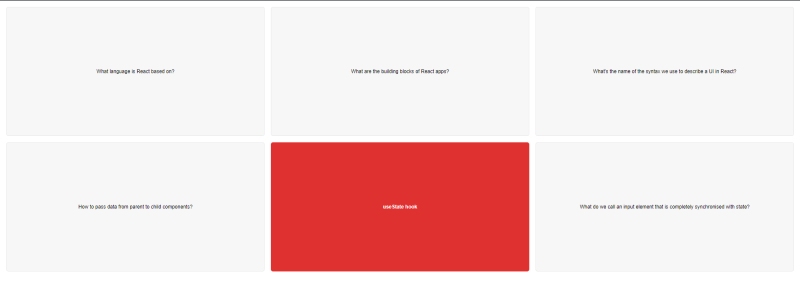 What language is React based on?
What are the building blocks of React apps?
What's the name of the syntax we use to describe a UI in React?
How to pass data from parent to child components?
useState hook
What do we call an input element that is completely synchronised with state?